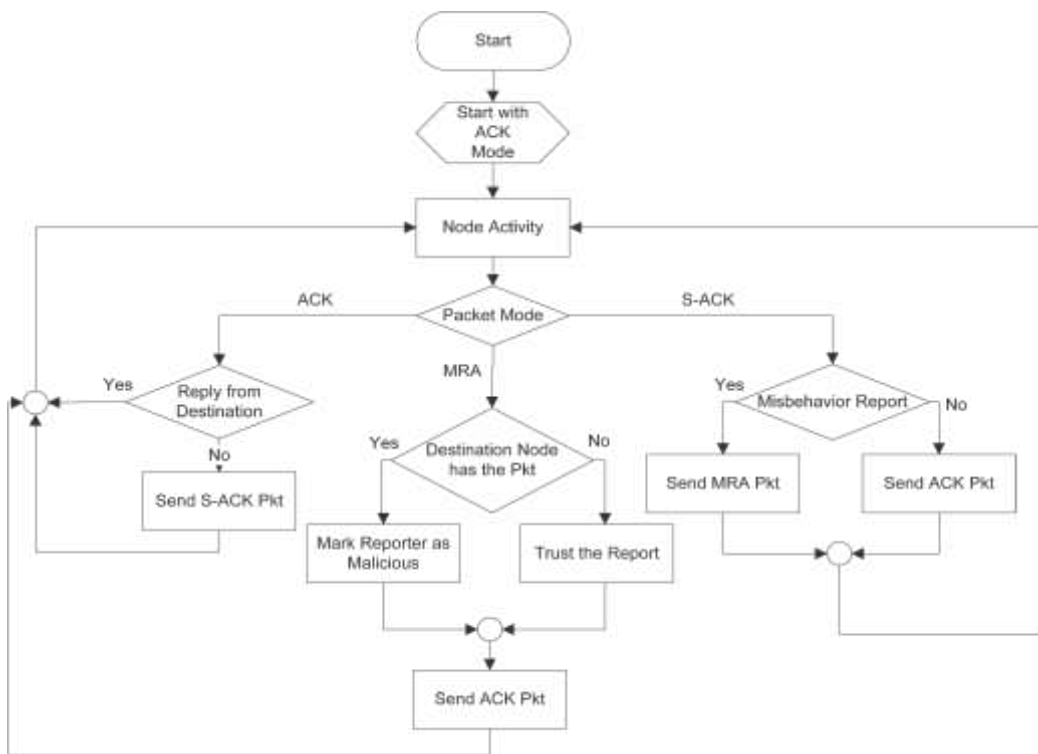 Start
Start with
ACK
Mode
Node Activity
ACK
Packet Mode
S-ACK
MRA
Yes
Reply from
Destination
No
Send S-ACK Pkt
Yes
Destination Node
has the Pkt
No
Yes
Misbehavior Report
No
Send MRA Pkt
Send ACK Pkt
Mark Reporter as
Malicious
Trust the Report
Send ACK Pkt